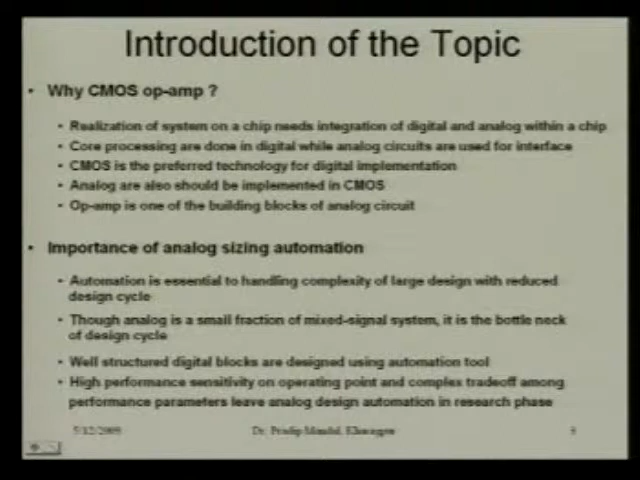 Introduction of the Topic
• Why CMOS op-amp ?
• Realization of system on a chip needs integration of digital and analog within a chip
• Core processing are done in digital while analog circuits are used for interface
• CMOS is the preferred technology for digital implementation
• Analog are also should be implemented in CMOS
• Op-amp is one of the building blocks of analog circuit
• Importance of analog sizing automation
• Automation is essential to handling complexity of large design with reduced
design cycle
• Though analog is a small fraction of mixed-signal system, it is the bottle neck
of design cycle
• Well structured digital blocks are designed using automation tool
• High performance sensitivity on operating point and complex tradeoff among
performance parameters leave analog design automation in research phase
5/12/2009
Dr. Pradip Mandal,